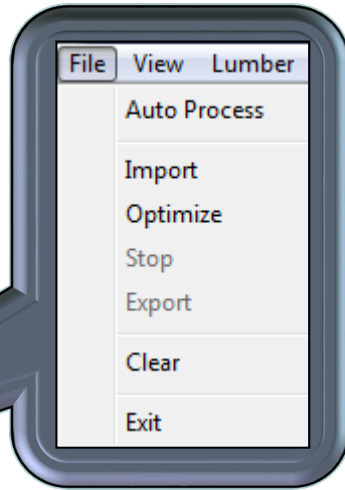 File View Lumber
Auto Process
Import
Optimize
Stop
Export
Clear
Exit